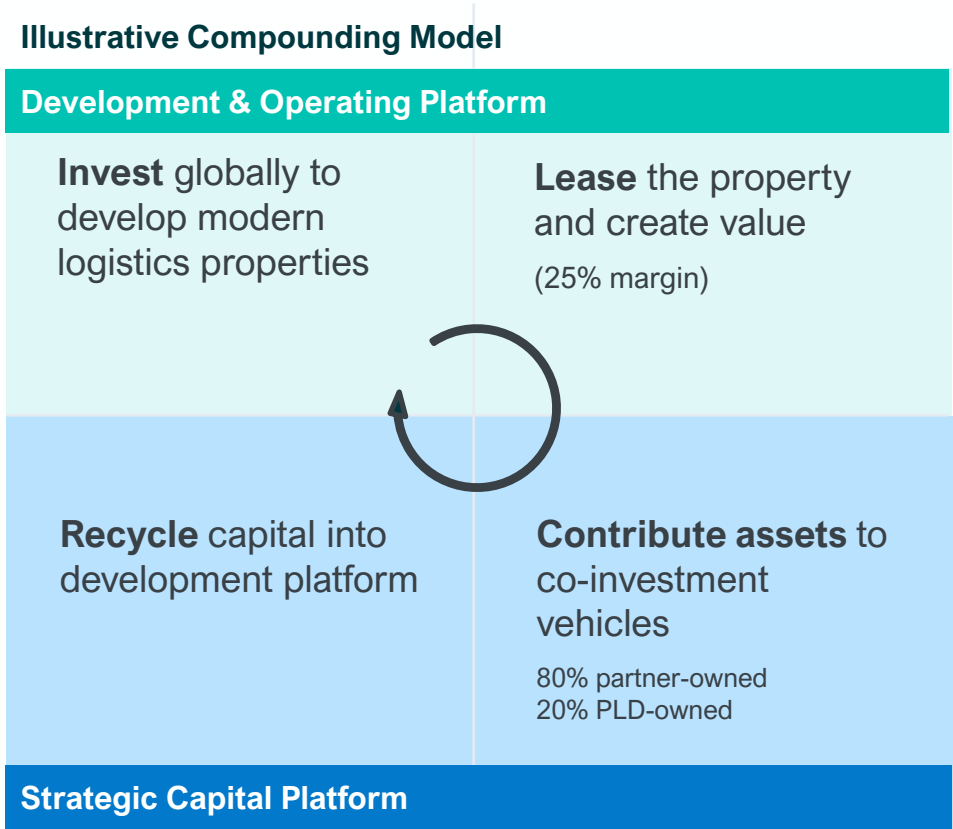 Illustrative Compounding Model
Development & Operating Platform
Invest globally to
develop modern
logistics properties
Lease the property
and create value
(25% margin)
Recycle capital into
development platform
Contribute assets to
co-investment
vehicles
80% partner-owned
20% PLD-owned
Strategic Capital Platform